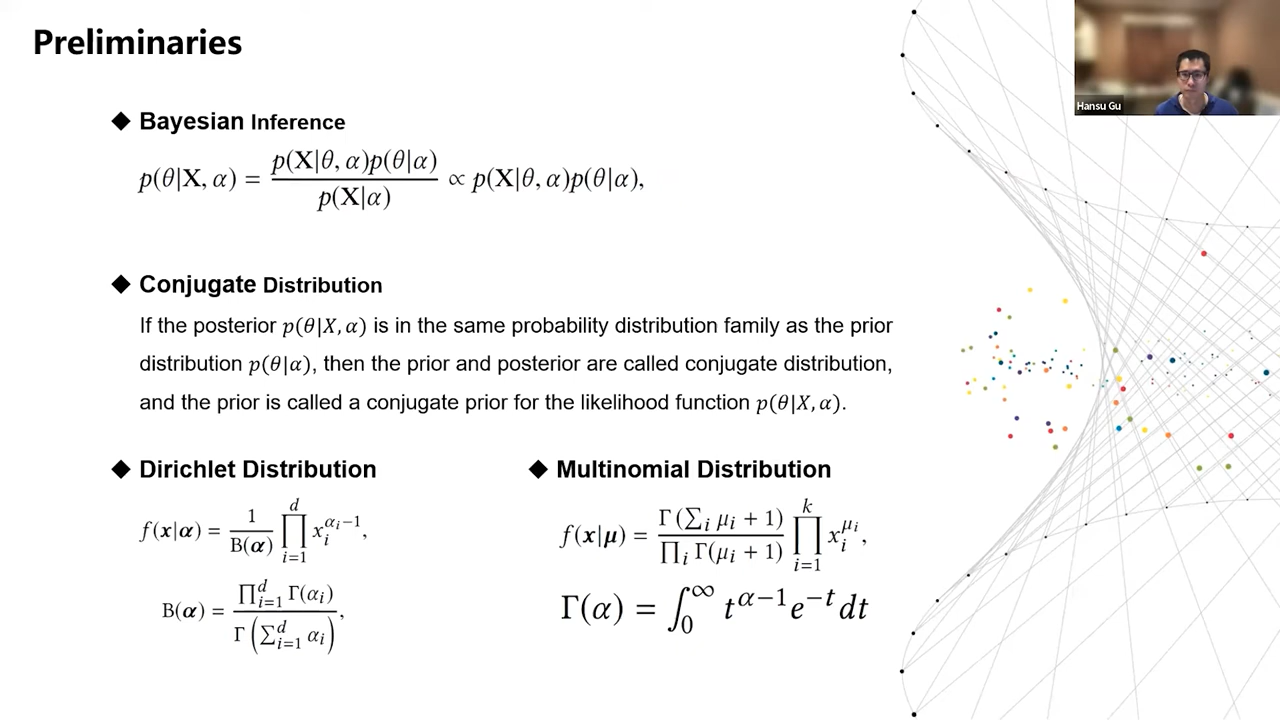 Preliminaries
Hansu Gu
◆ Bayesian Inference
p(θ|X, α) = p(X|θ, α)p(θ|α) / p(X|α) ∝ p(X|θ, α)p(θ|α),
◆ Conjugate Distribution
If the posterior p(θ|X, α) is in the same probability distribution family as the prior
distribution p(θ|α), then the prior and posterior are called conjugate distribution,
and the prior is called a conjugate prior for the likelihood function p(θ|X, α).
◆ Dirichlet Distribution
f(x|α) = 1/B(α) ∏_{i=1}^{d} x_i^{α_i−1},
B(α) = ∏_{i=1}^{d} Γ(α_i) / Γ(∑_{i=1}^{d} α_i),
◆ Multinomial Distribution
f(x|μ) = Γ(∑_i μ_i + 1) / ∏_i Γ(μ_i + 1) ∏_{i=1}^{k} x_i^{μ_i},
Γ(α) = ∫_0^∞ t^{α−1} e^{−t} dt